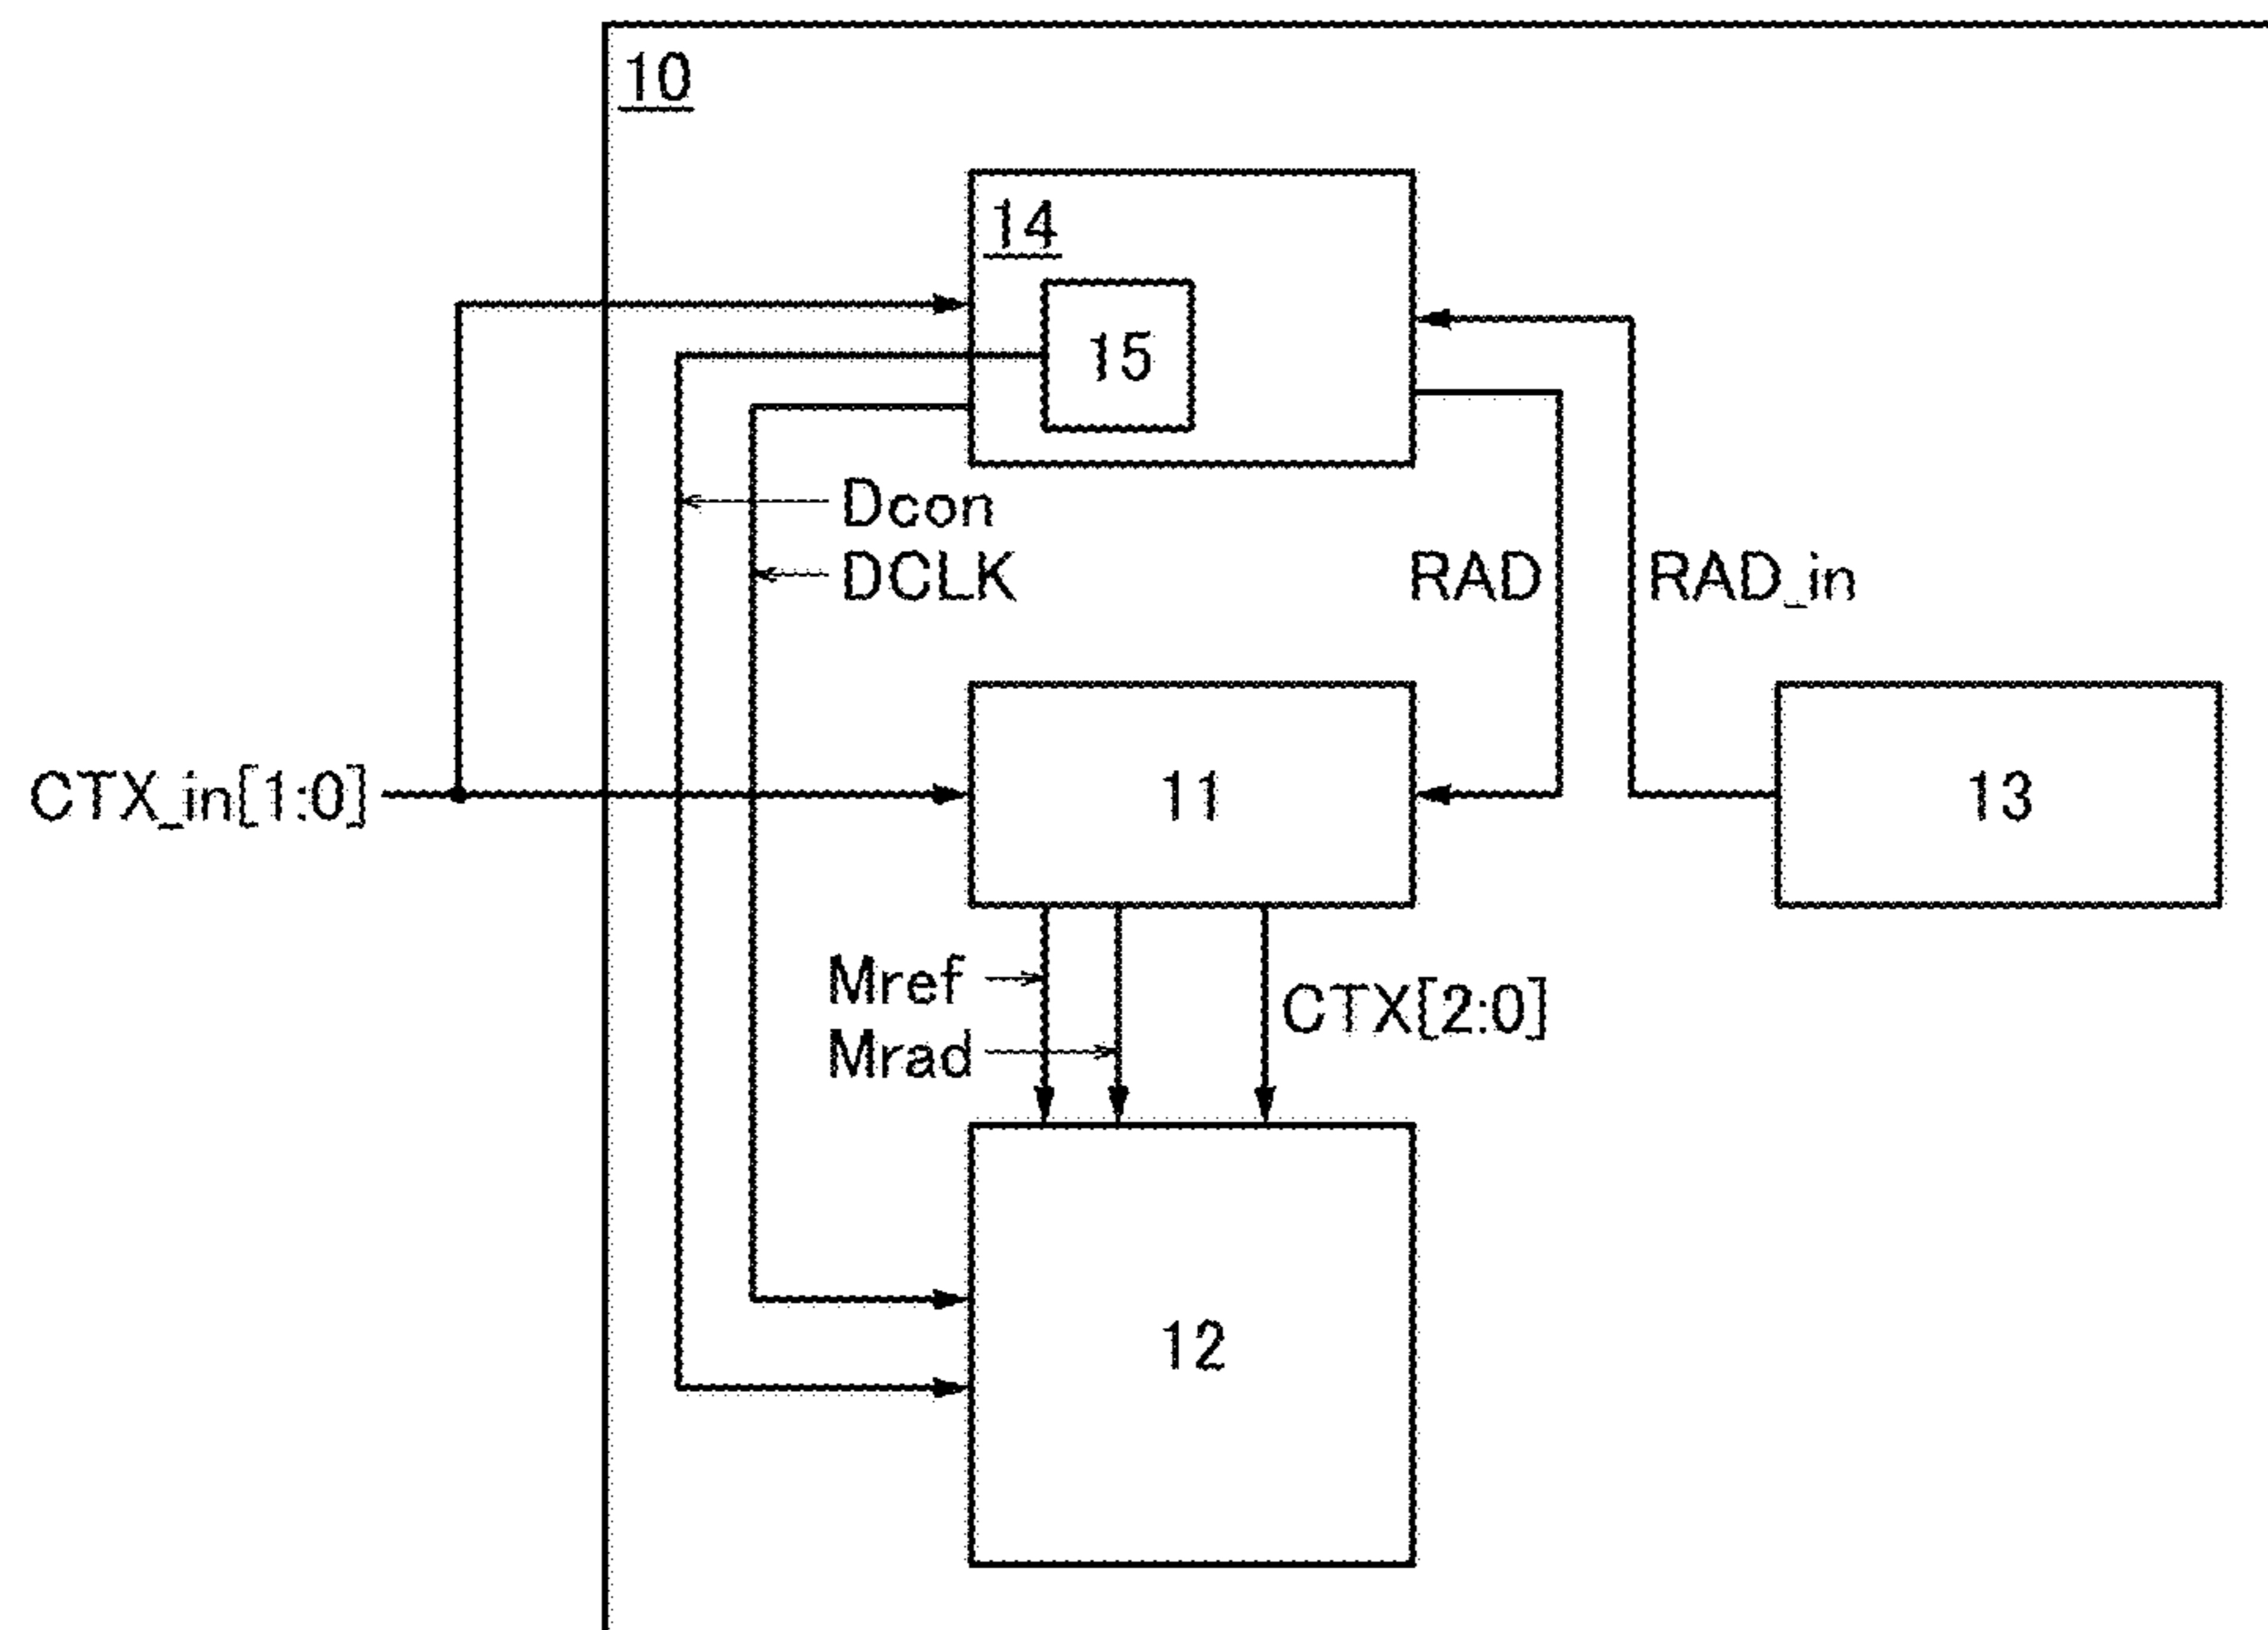 10
14
15
Dcon
DCLK
RAD
RAD_in
CTX_in[1:0]
11
13
Mref
CTX[2:0]
Mrad
12